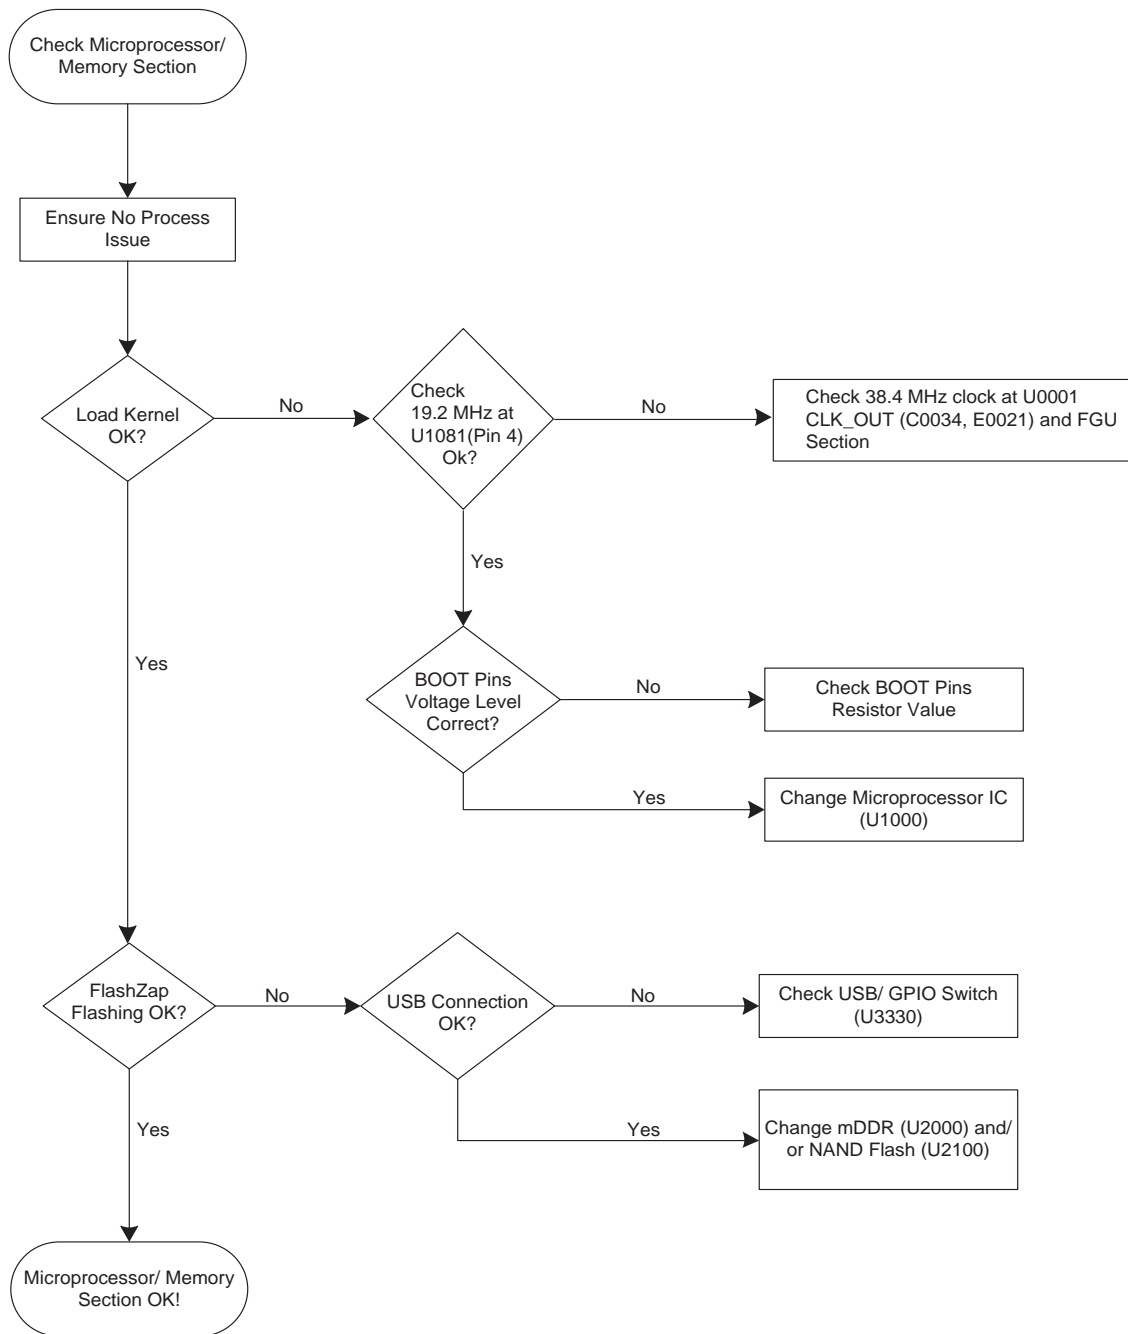 Check Microprocessor/
Memory Section
Ensure No Process
Issue
Load Kernel
OK?
No
Check
19.2 MHz at
U1081(Pin 4)
Ok?
No
Check 38.4 MHz clock at U0001
CLK_OUT (C0034, E0021) and FGU
Section
Yes
Yes
BOOT Pins
Voltage Level
Correct?
No
Check BOOT Pins
Resistor Value
Yes
Change Microprocessor IC
(U1000)
FlashZap
Flashing OK?
No
USB Connection
OK?
No
Check USB/ GPIO Switch
(U3330)
Yes
Yes
Change mDDR (U2000) and/
or NAND Flash (U2100)
Microprocessor/ Memory
Section OK!